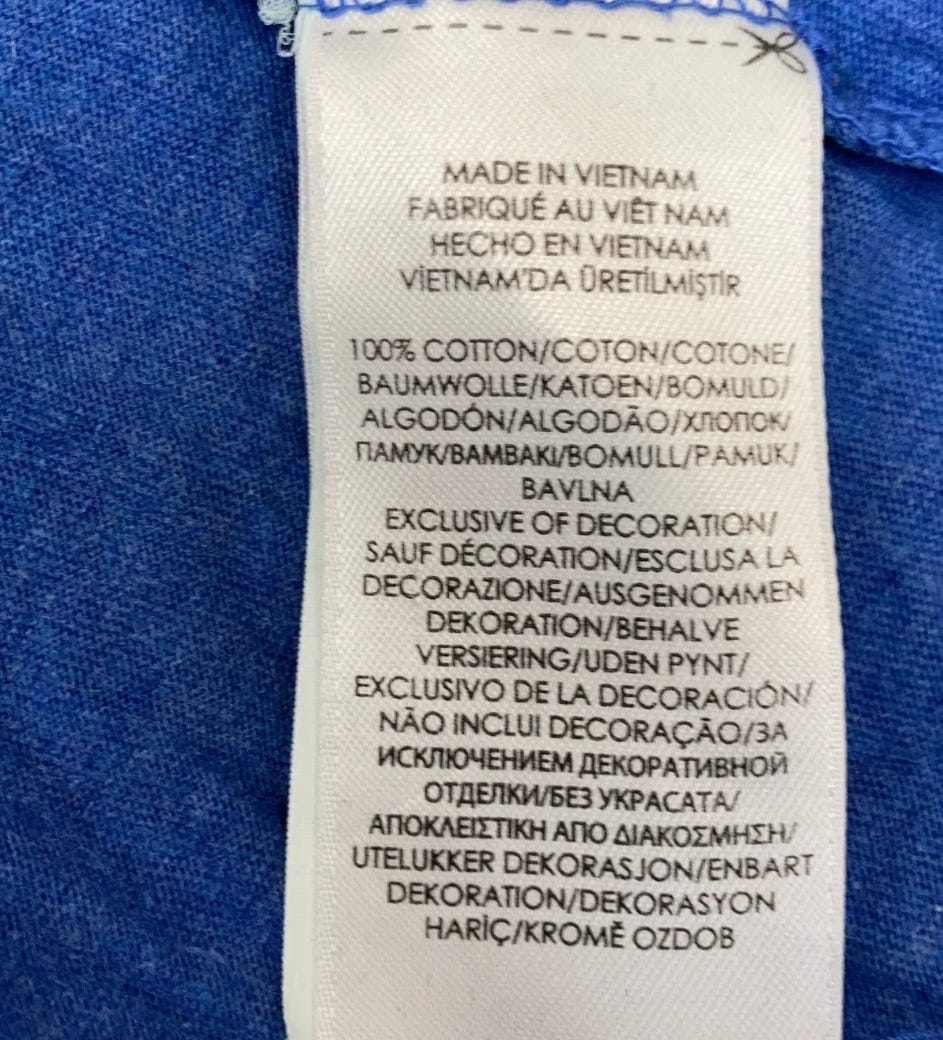 MADE IN VIETNAM
FABRIQUÉ AU VIÊT NAM
HECHO EN VIETNAM
VİETNAM'DA ÜRETİLMİŞTİR
100% COTTON/COTON/COTONE/
BAUMWOLLE/KATOEN/BOMULD/
ALGODÓN/ALGODÃO/ХЛОПОК/
ПАМУК/ΒΑΜΒΑΚΙ/BOMULL/PAMUK/
BAVLNA
EXCLUSIVE OF DECORATION/
SAUF DÉCORATION/ESCLUSA LA
DECORAZIONE/AUSGENOMMEN
DEKORATION/BEHALVE
VERSIERING/UDEN PYNT/
EXCLUSIVO DE LA DECORACIÓN/
NÃO INCLUI DECORAÇÃO/ЗА
ИСКЛЮЧЕНИЕМ ДЕКОРАТИВНОЙ
ОТДЕЛКИ/БЕЗ УКРАСАТА/
ΑΠΟΚΛΕΙΣΤΙΚΗ ΑΠΟ ΔΙΑΚΟΣΜΗΣΗ/
UTELUKKER DEKORASJON/ENBART
DEKORATION/DEKORASYON
HARİÇ/KROMĚ OZDOB